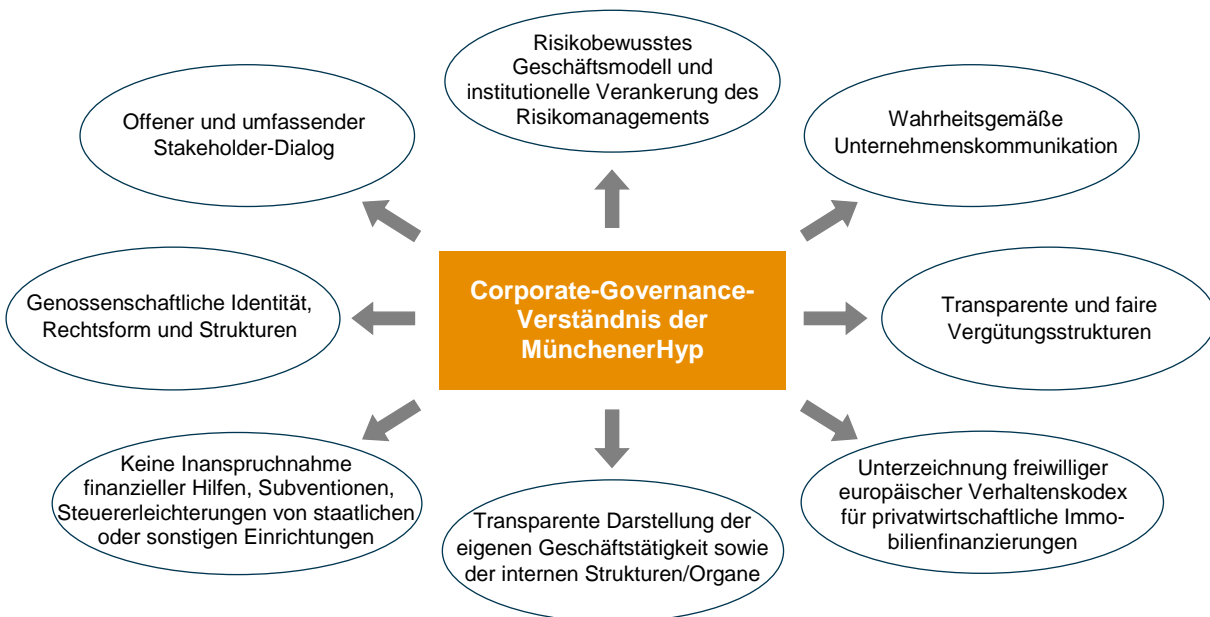 Risikobewusstes
Geschäftsmodell und
institutionelle Verankerung des
Risikomanagements
Offener und umfassender
Stakeholder-Dialog
Wahrheitsgemäße
Unternehmenskommunikation
Genossenschaftliche Identität,
Rechtsform und Strukturen
Corporate-Governance-
Verständnis der
MünchenerHyp
Transparente und faire
Vergütungsstrukturen
Keine Inanspruchnahme
finanzieller Hilfen, Subventionen,
Steuererleichterungen von staatlichen
oder sonstigen Einrichtungen
Transparente Darstellung der
eigenen Geschäftstätigkeit sowie
der internen Strukturen/Organe
Unterzeichnung freiwilliger
europäischer Verhaltenskodex
für privatwirtschaftliche Immo-
bilienfinanzierungen